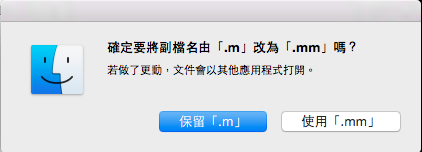 確定要將副檔名由「.m」改為「.mm」嗎？
若做了更動，文件會以其他應用程式打開。
保留「.m」
使用「.mm」